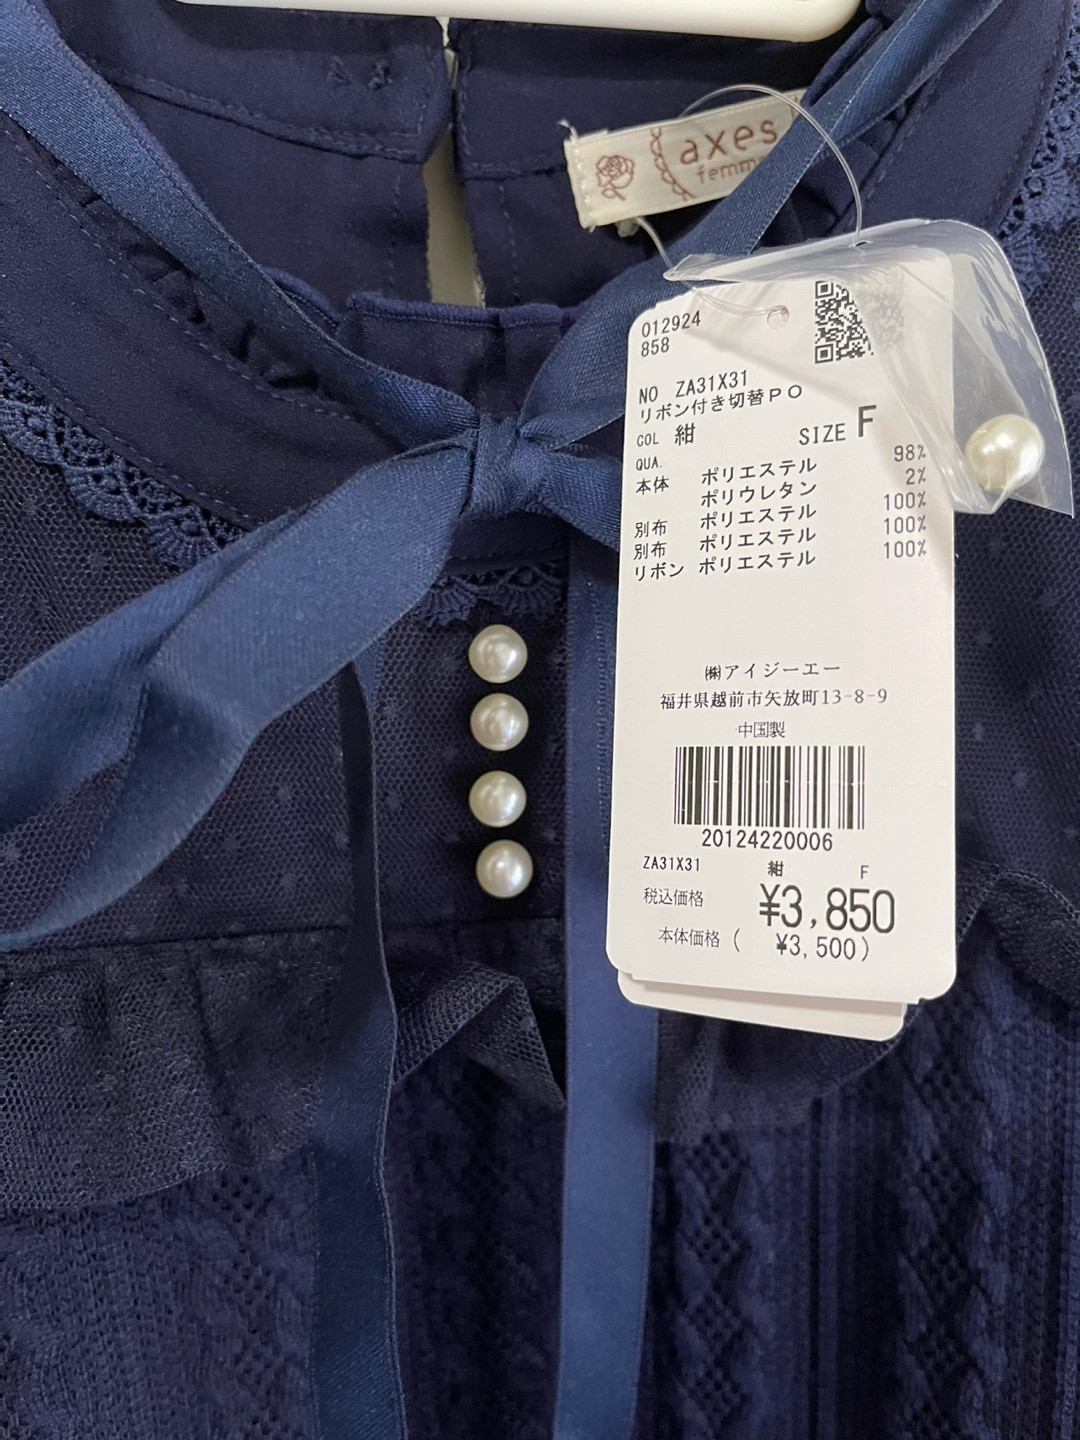 axes
femm
012924
858
NO ZA31X31
リボン付き切替PO
COL 紺 SIZE F
QUA.
本体 ポリエステル 98%
ポリウレタン 2%
別布 ポリエステル 100%
別布 ポリエステル 100%
リボン ポリエステル 100%
㈱アイジーエー
福井県越前市矢放町13-8-9
中国製
20124220006
ZA31X31 紺 F
税込価格 ¥3,850
本体価格( ¥3,500)